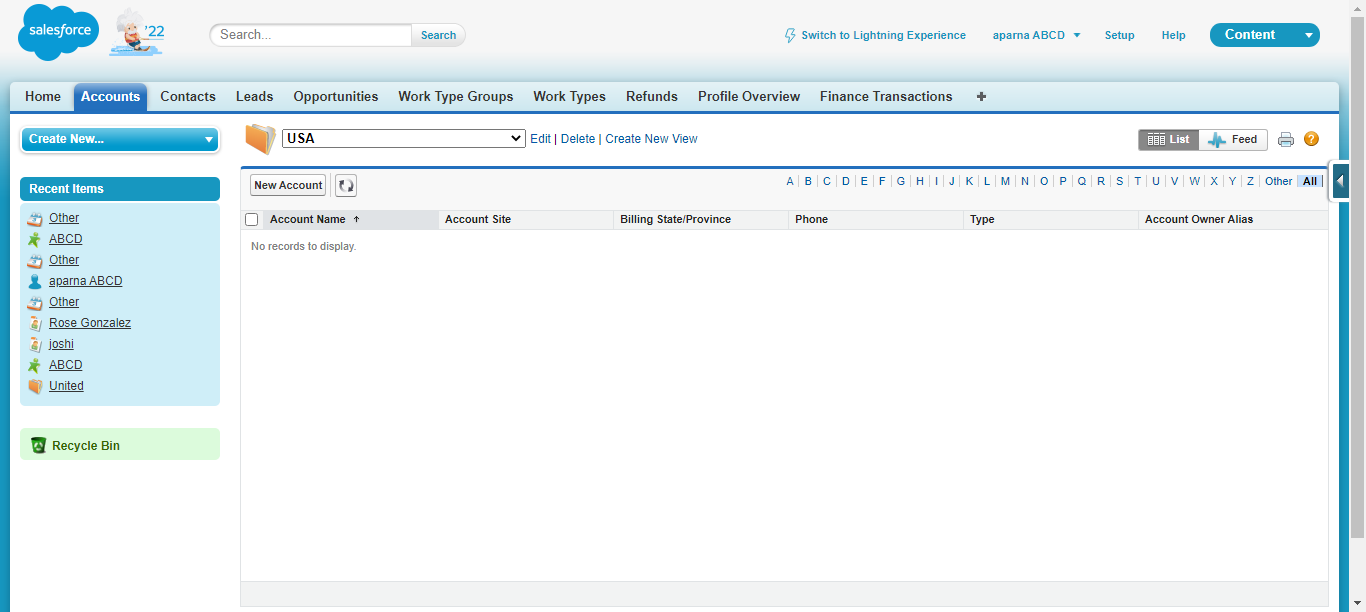 salesforce
'22
Search...
Search
Switch to Lightning Experience
aparna ABCD
Setup
Help
Content
Home Accounts Contacts Leads Opportunities Work Type Groups Work Types Refunds Profile Overview Finance Transactions +
Create New...
USA
Edit | Delete | Create New View
List
Feed
?
Recent Items
Other
ABCD
Other
aparna ABCD
Other
Rose Gonzalez
joshi
ABCD
United
Recycle Bin
New Account
A | B | C | D | E | F | G | H | I | J | K | L | M | N | O | P | Q | R | S | T | U | V | W | X | Y | Z | Other | All |
Account Name Account Site Billing State/Province Phone Type Account Owner Alias
No records to display.